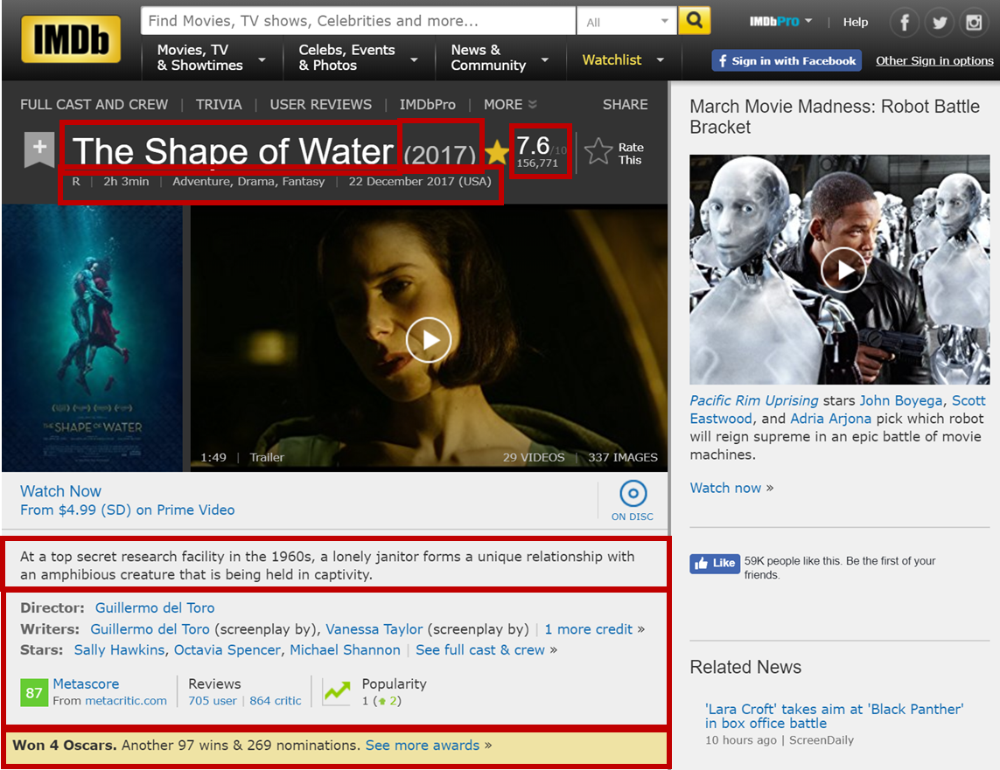 IMDb
Find Movies, TV shows, Celebrities and more...
All
IMDbPro
Help
Movies, TV
& Showtimes
Celebs, Events
& Photos
News &
Community
Watchlist
Sign in with Facebook
Other Sign in options
FULL CAST AND CREW | TRIVIA | USER REVIEWS | IMDbPro | MORE
SHARE
The Shape of Water (2017)
7.6/10
156,771
Rate
This
R | 2h 3min | Adventure, Drama, Fantasy | 22 December 2017 (USA)
THE SHAPE OF WATER
1:49 | Trailer
29 VIDEOS | 337 IMAGES
Watch Now
From $4.99 (SD) on Prime Video
ON DISC
At a top secret research facility in the 1960s, a lonely janitor forms a unique relationship with
an amphibious creature that is being held in captivity.
Director: Guillermo del Toro
Writers: Guillermo del Toro (screenplay by), Vanessa Taylor (screenplay by) | 1 more credit »
Stars: Sally Hawkins, Octavia Spencer, Michael Shannon | See full cast & crew »
87
Metascore
From metacritic.com
Reviews
705 user | 864 critic
Popularity
1 (2)
Won 4 Oscars. Another 97 wins & 269 nominations. See more awards »
March Movie Madness: Robot Battle
Bracket
Pacific Rim Uprising stars John Boyega, Scott
Eastwood, and Adria Arjona pick which robot
will reign supreme in an epic battle of movie
machines.
Watch now »
Like
59K people like this. Be the first of your
friends.
Related News
'Lara Croft' takes aim at 'Black Panther'
in box office battle
10 hours ago | ScreenDaily